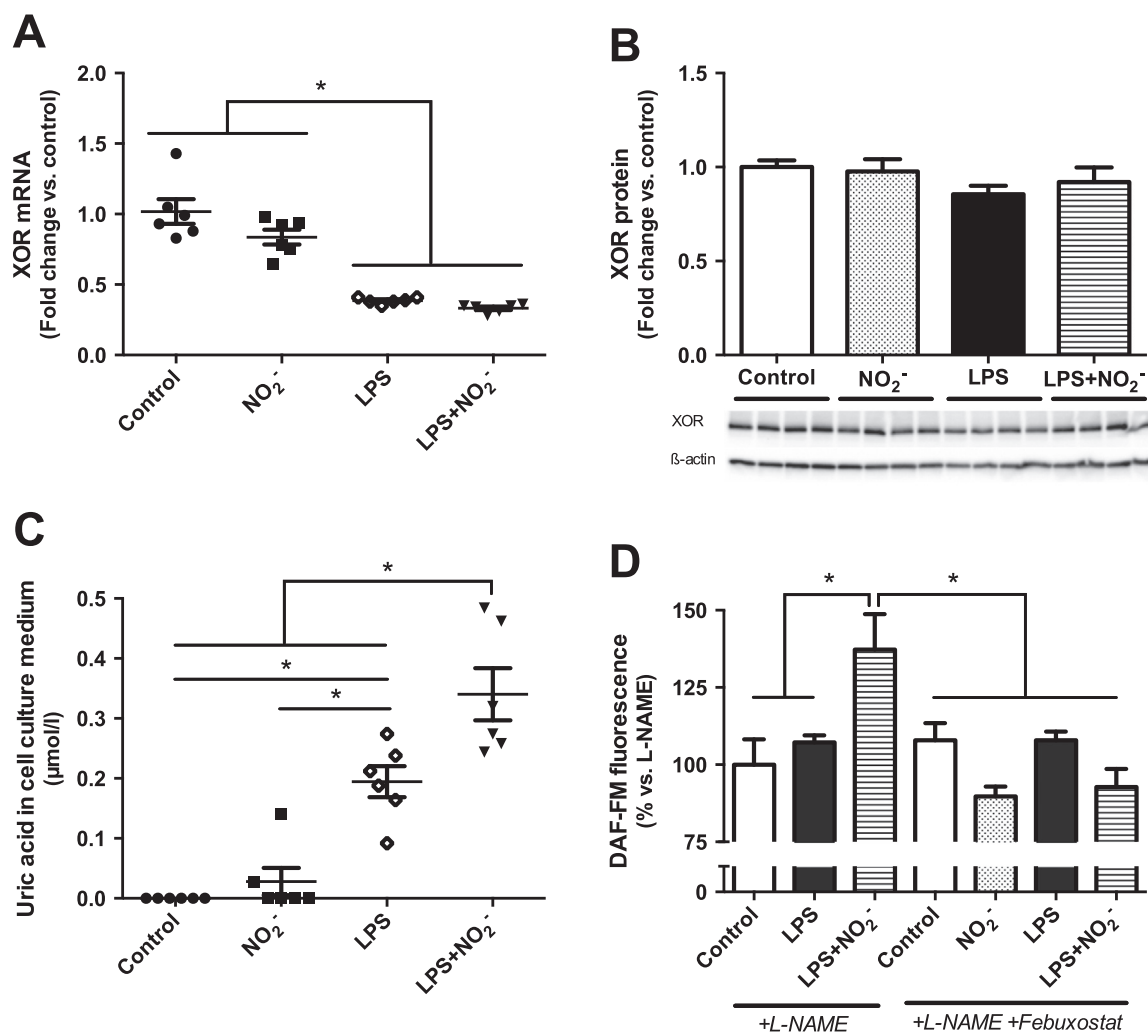 A
XOR mRNA
(Fold change vs. control)
2.0
1.5
1.0
0.5
0.0
*
Control
NO₂⁻
LPS
LPS+NO₂⁻
B
XOR protein
(Fold change vs. control)
1.5
1.0
0.5
0.0
Control
NO₂⁻
LPS
LPS+NO₂⁻
XOR
ß-actin
C
Uric acid in cell culture medium
(µmol/l)
0.5
0.4
0.3
0.2
0.1
0.0
*
*
*
Control
NO₂⁻
LPS
LPS+NO₂⁻
D
DAF-FM fluorescence
(% vs. L-NAME)
150
125
100
75
0
*
*
Control
LPS
LPS+NO₂⁻
Control
NO₂⁻
LPS
LPS+NO₂⁻
+L-NAME
+L-NAME +Febuxostat